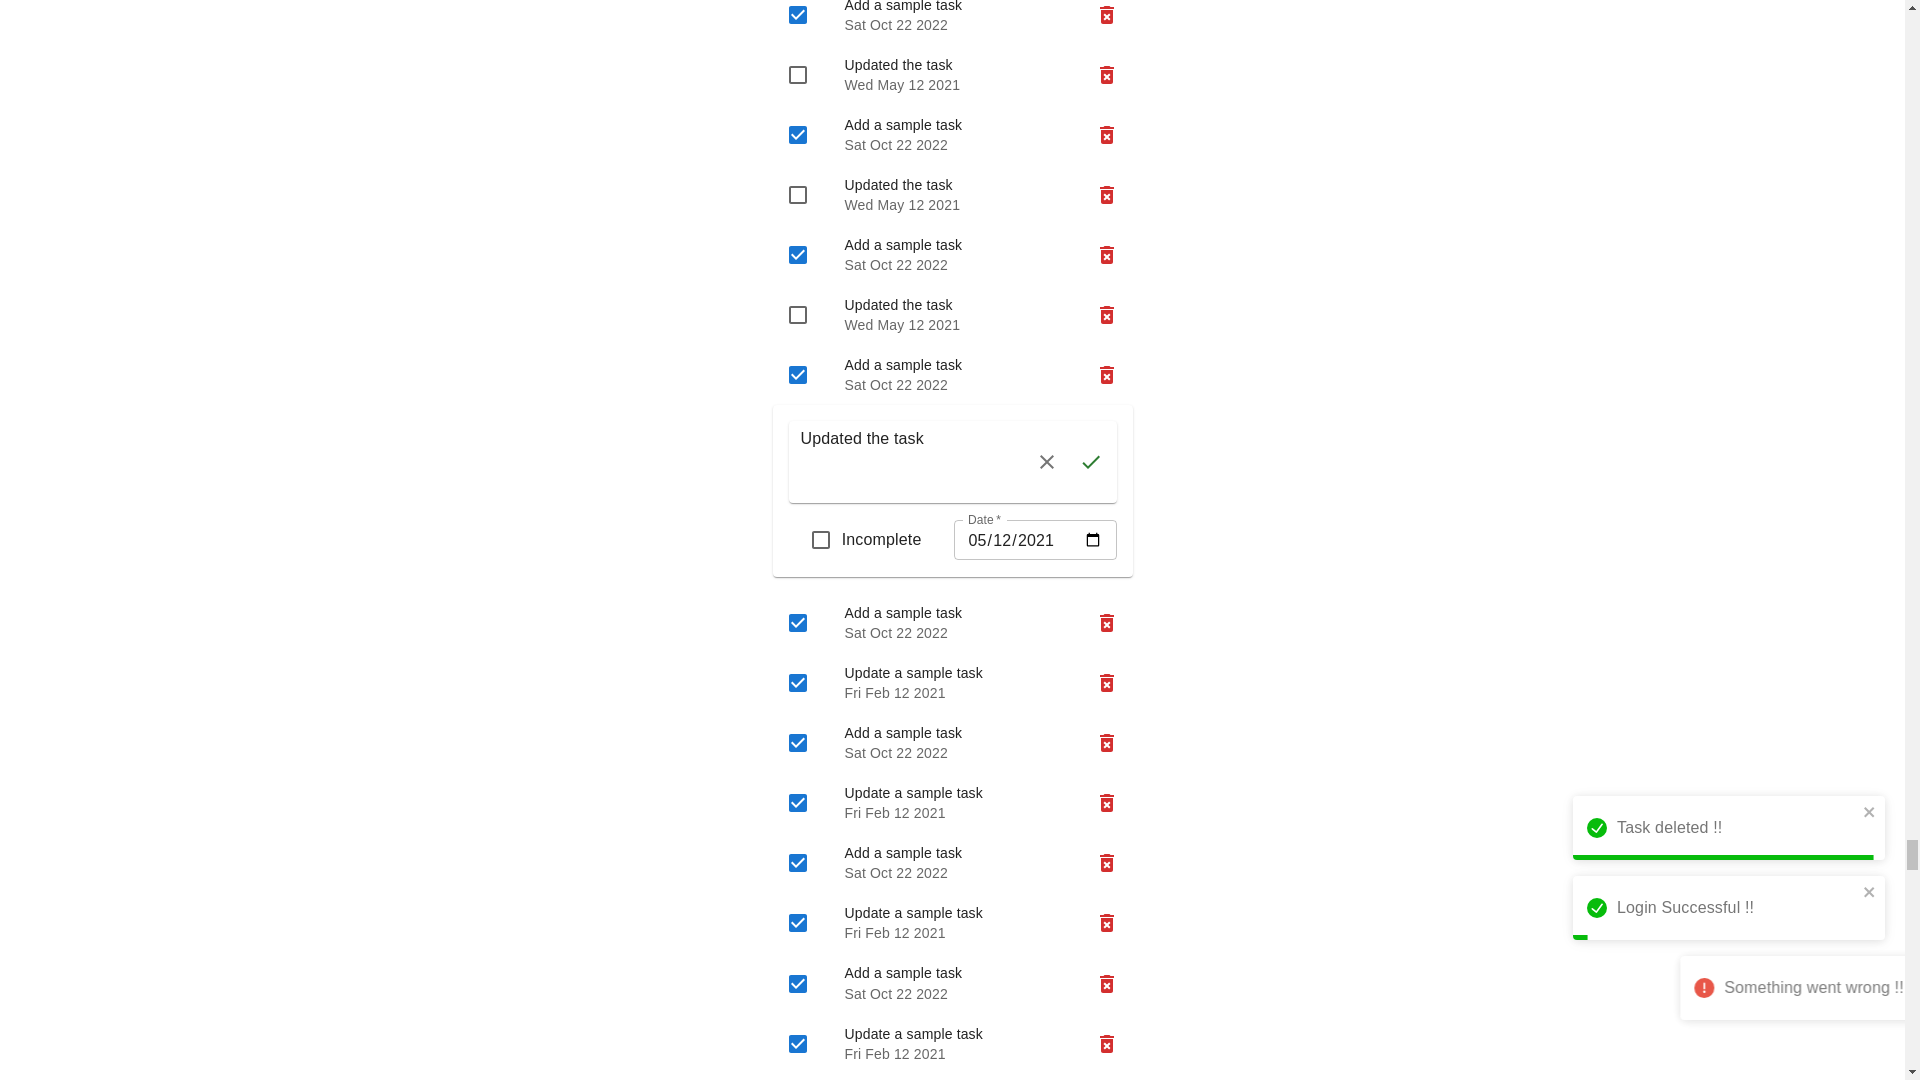 Add a sample task
Sat Oct 22 2022
Updated the task
Wed May 12 2021
Add a sample task
Sat Oct 22 2022
Updated the task
Wed May 12 2021
Add a sample task
Sat Oct 22 2022
Updated the task
Wed May 12 2021
Add a sample task
Sat Oct 22 2022
Updated the task
Date *
Incomplete
05/12/2021
Add a sample task
Sat Oct 22 2022
Update a sample task
Fri Feb 12 2021
Add a sample task
Sat Oct 22 2022
Update a sample task
Fri Feb 12 2021
Add a sample task
Sat Oct 22 2022
Update a sample task
Fri Feb 12 2021
Add a sample task
Sat Oct 22 2022
Update a sample task
Fri Feb 12 2021
Task deleted !!
Login Successful !!
Something went wrong !!